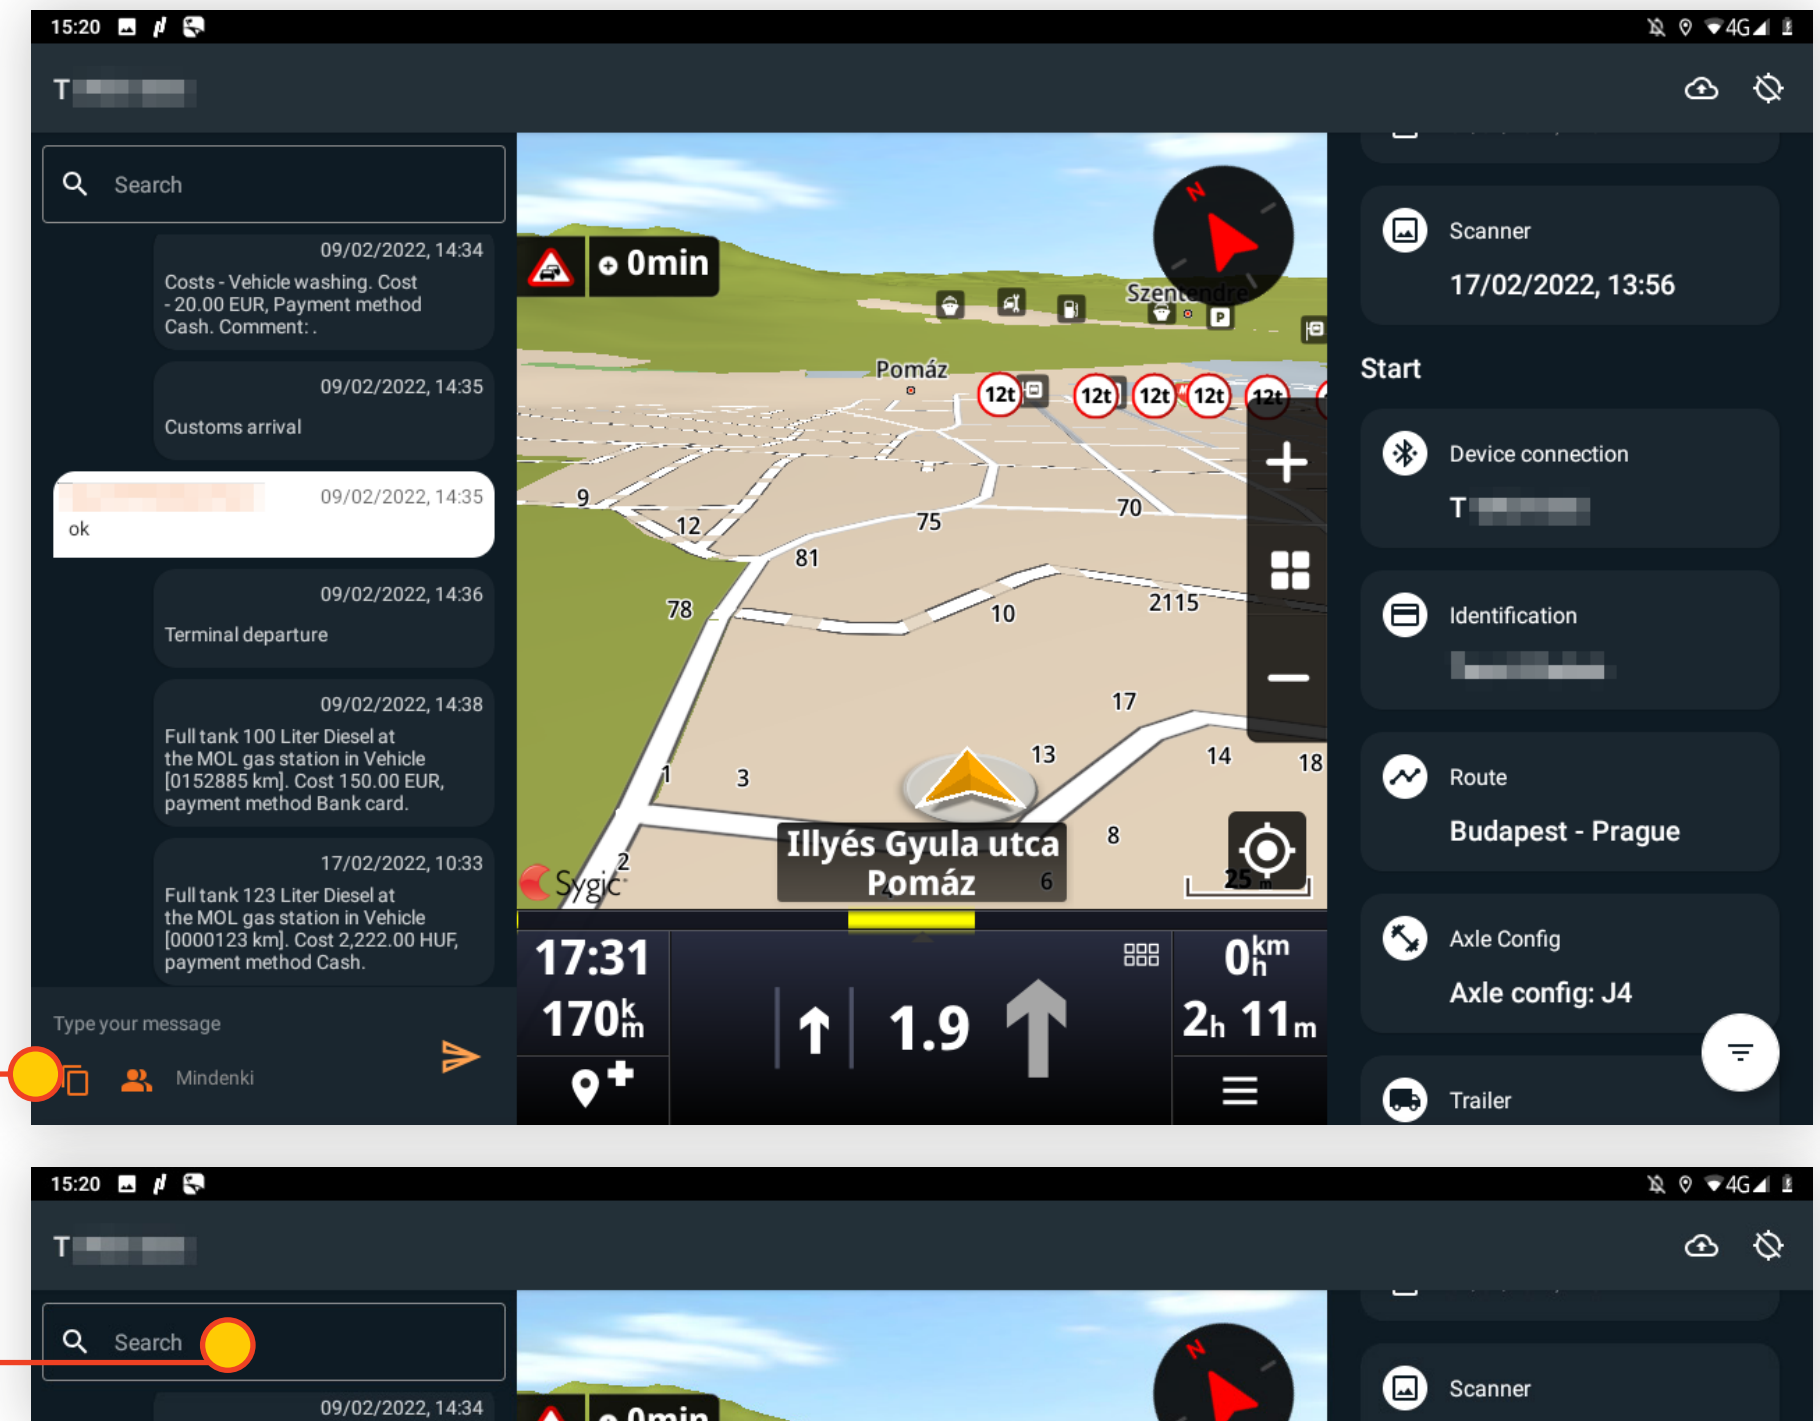 15:20
4G
T
Search
09/02/2022, 14:34
Costs - Vehicle washing. Cost
- 20.00 EUR, Payment method
Cash. Comment: .
09/02/2022, 14:35
Customs arrival
09/02/2022, 14:35
ok
09/02/2022, 14:36
Terminal departure
09/02/2022, 14:38
Full tank 100 Liter Diesel at
the MOL gas station in Vehicle
[0152885 km]. Cost 150.00 EUR,
payment method Bank card.
17/02/2022, 10:33
Full tank 123 Liter Diesel at
the MOL gas station in Vehicle
[0000123 km]. Cost 2,222.00 HUF,
payment method Cash.
Type your message
Mindenki
0min
N
Szentendre
P
Pomáz
12t
12t
12t
12t
12t
9
12
75
70
81
78
10
2115
17
1
3
13
14
18
8
2
Illyés Gyula utca
Pomáz
4
6
25 m
Sygic
17:31
170km
1.9
0km/h
2h 11m
Scanner
17/02/2022, 13:56
Start
Device connection
T
Identification
Route
Budapest - Prague
Axle Config
Axle config: J4
Trailer
15:20
4G
T
Search
09/02/2022, 14:34
0min
N
Scanner